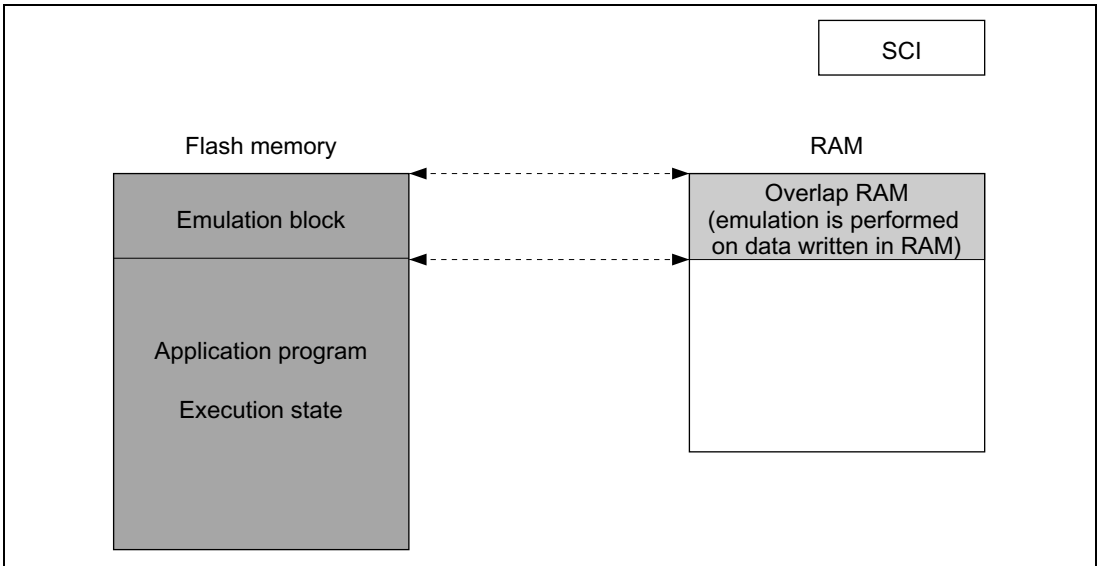 SCI
Flash memory
RAM
Emulation block
Overlap RAM
(emulation is performed
on data written in RAM)
Application program
Execution state